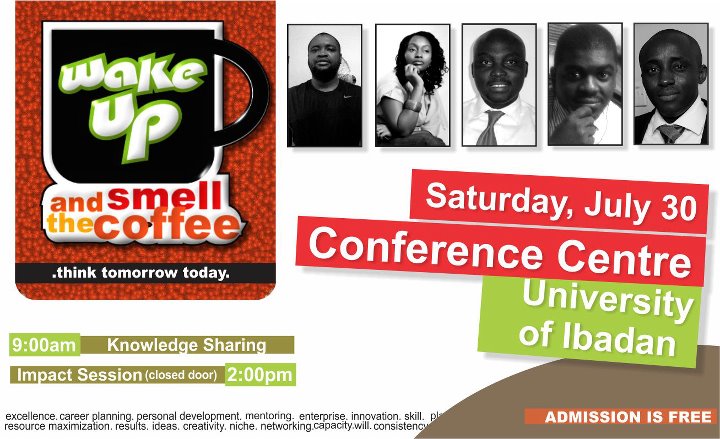 wake
up
and smell
the coffee
.think tomorrow today.
Saturday, July 30
Conference Centre
University
of Ibadan
9:00am Knowledge Sharing
Impact Session (closed door) 2:00pm
excellence. career planning. personal development. mentoring. enterprise. innovation. skill.
resource maximization. results. ideas. creativity. niche. networking.capacity.will. consistency
ADMISSION IS FREE